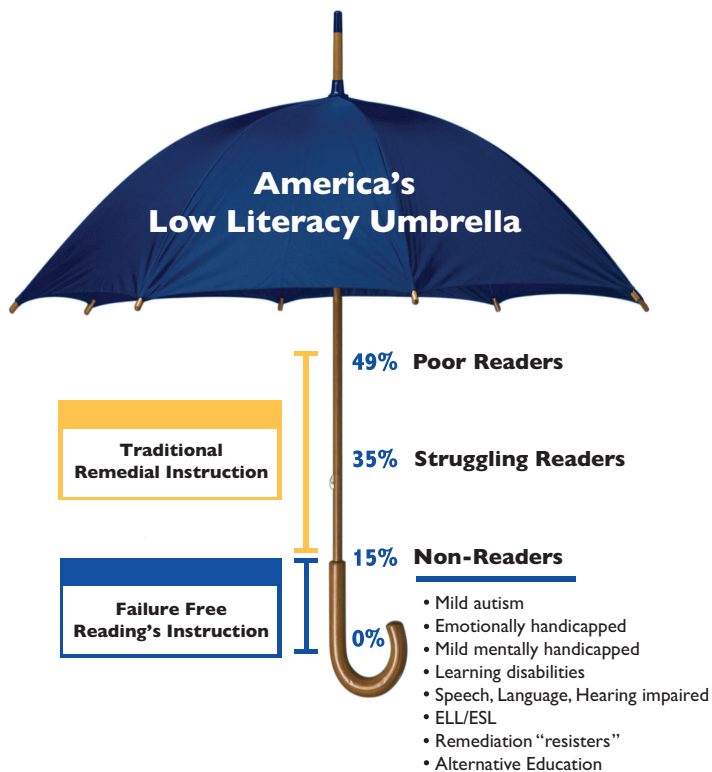 America's
Low Literacy Umbrella
49% Poor Readers
Traditional
Remedial Instruction
35% Struggling Readers
15% Non-Readers
Failure Free
Reading's Instruction
0%
• Mild autism
• Emotionally handicapped
• Mild mentally handicapped
• Learning disabilities
• Speech, Language, Hearing impaired
• ELL/ESL
• Remediation “resisters”
• Alternative Education